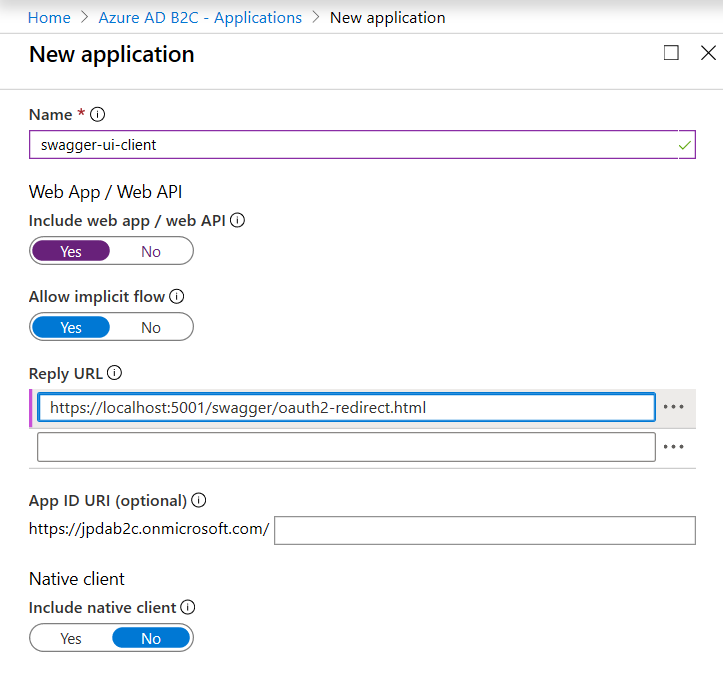 Home > Azure AD B2C - Applications > New application
New application
Name *
swagger-ui-client
Web App / Web API
Include web app / web API
Yes No
Allow implicit flow
Yes No
Reply URL
https://localhost:5001/swagger/oauth2-redirect.html
App ID URI (optional)
https://jpdab2c.onmicrosoft.com/
Native client
Include native client
Yes No